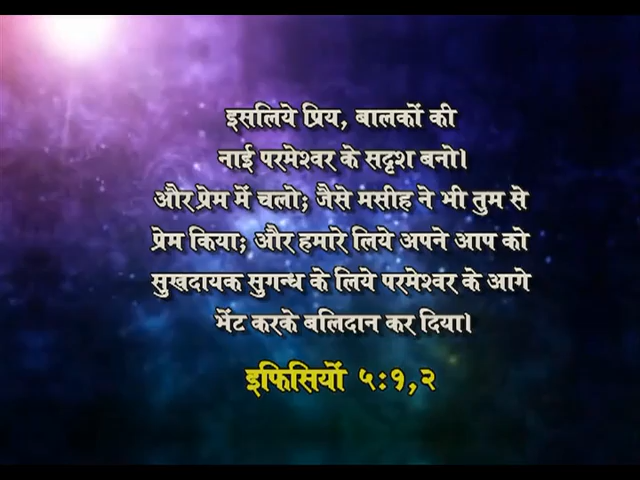 इसलिये प्रिय, बालकों की
नाई परमेश्वर के सदृश बनो।
और प्रेम में चलो; जैसे मसीह ने भी तुम से
प्रेम किया; और हमारे लिये अपने आप को
सुखदायक सुगन्ध के लिये परमेश्वर के आगे
भेंट करके बलिदान कर दिया।
इफिसियों ५:१,२